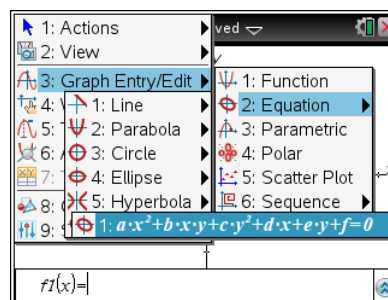 1: Actions
ved
2: View
3: Graph Entry/Edit
1: Function
4:
1: Line
2: Equation
5:
2: Parabola
3: Parametric
6:
3: Circle
4: Polar
7:
4: Ellipse
5: Scatter Plot
8:
5: Hyperbola
6: Sequence
9:
1: a·x²+b·x·y+c·y²+d·x+e·y+f=0
f1(x)=